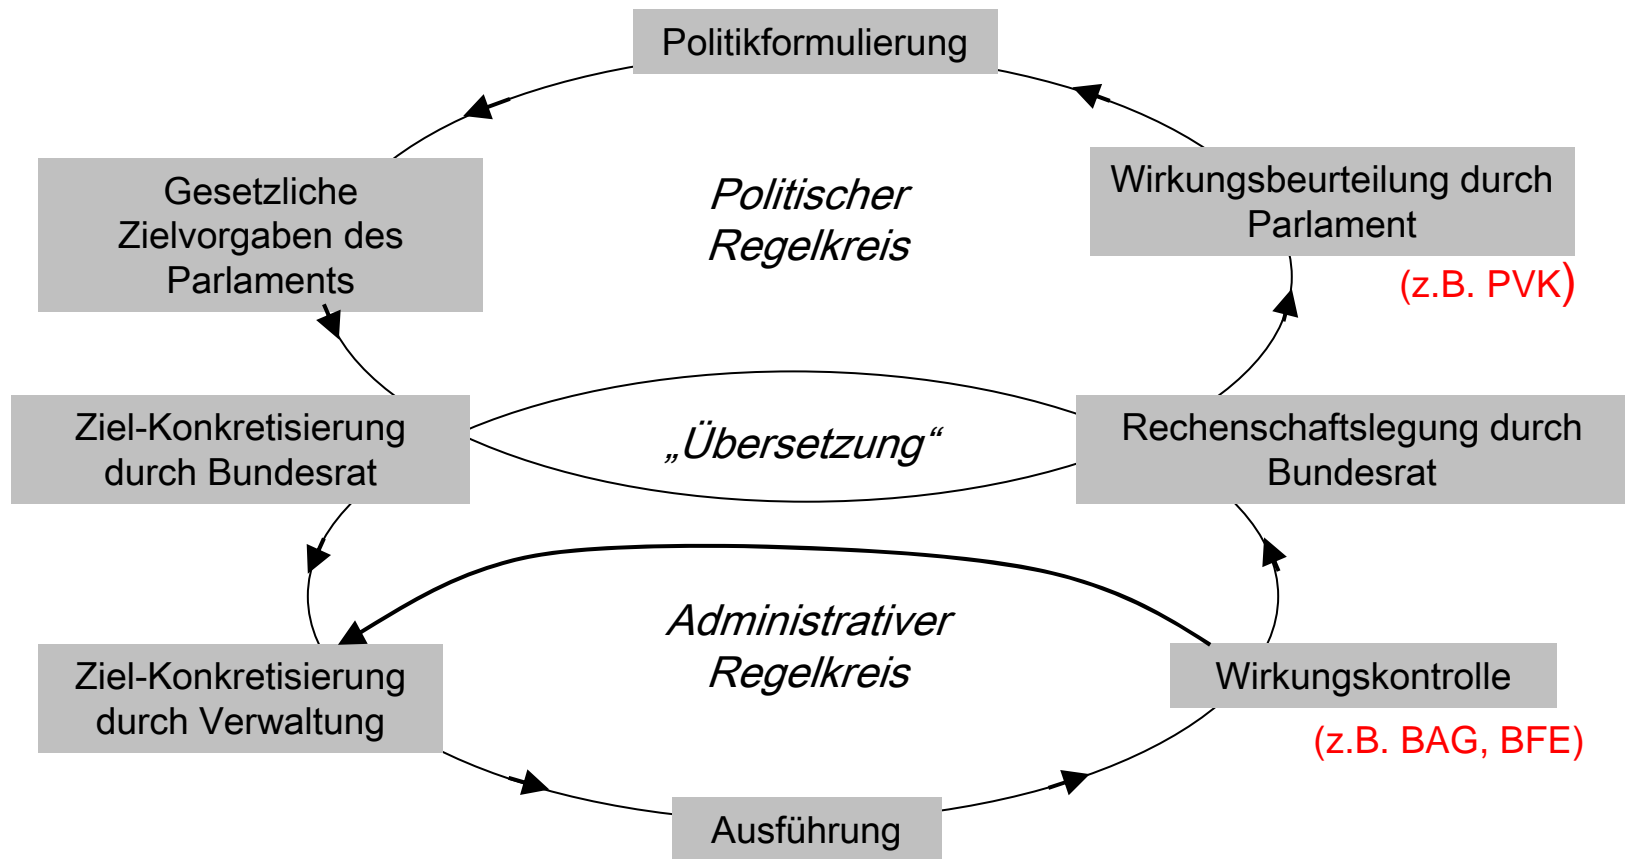 Politikformulierung
Gesetzliche
Zielvorgaben des
Parlaments
Politischer
Regelkreis
Wirkungsbeurteilung durch
Parlament
(z.B. PVK)
Ziel-Konkretisierung
durch Bundesrat
„Übersetzung“
Rechenschaftslegung durch
Bundesrat
Administrativer
Regelkreis
Ziel-Konkretisierung
durch Verwaltung
Wirkungskontrolle
(z.B. BAG, BFE)
Ausführung